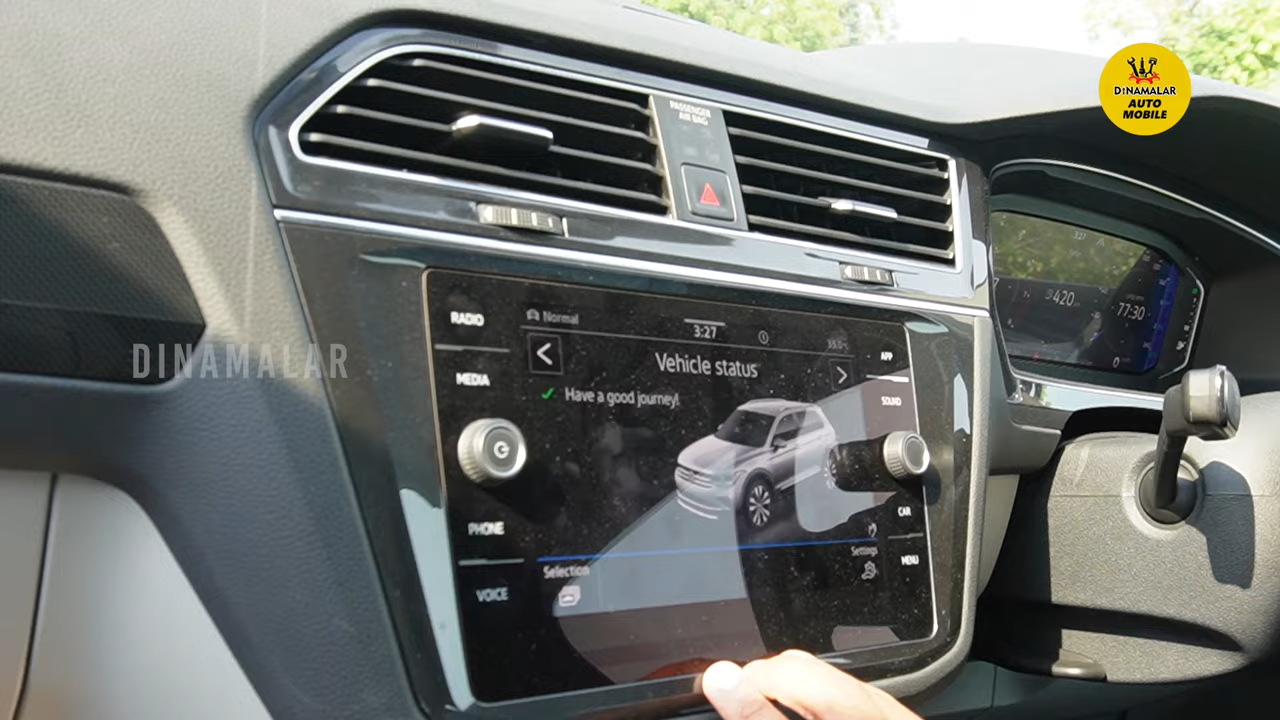 DINAMALAR
AUTO
MOBILE
PASSENGER
AIR BAG
RADIO
MEDIA
PHONE
VOICE
Normal
3:27
Vehicle status
Have a good journey!
Selection
Settings
APP
SOUND
CAR
MENU
420
77:30
0
DINAMALAR